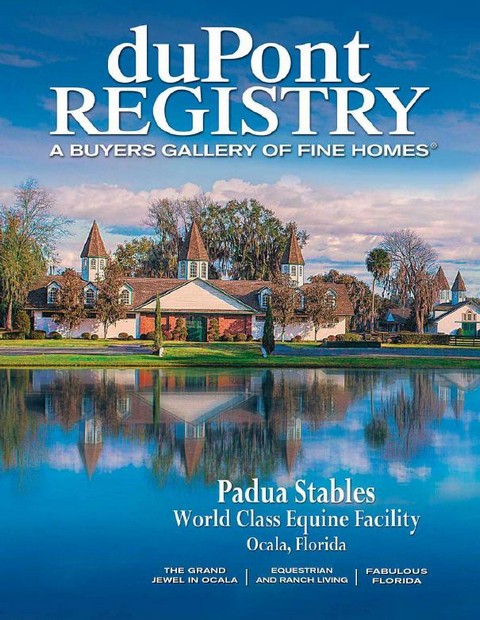 duPont
REGISTRY
A BUYERS GALLERY OF FINE HOMES®
Padua Stables
World Class Equine Facility
Ocala, Florida
THE GRAND
JEWEL IN OCALA
EQUESTRIAN
AND RANCH LIVING
FABULOUS
FLORIDA